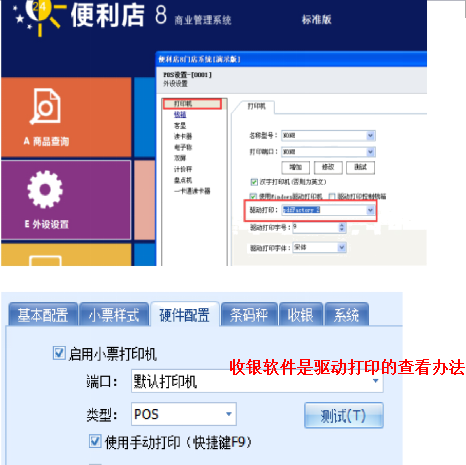 24
便利店 8 商业管理系统 标准版
便利店8门店系统[演示版]
POS设置-[0001]
外设设置
打印机
钱箱
客显
读卡器
电子称
双屏
计价秤
盘点机
一卡通读卡器
打印机
名称型号： NONE
打印端口： NONE
增加 修改 测试
汉字打印机(否则为英文)
使用Windows驱动打印机 驱动打印控制钱箱
驱动打印： pdfFactory 2
驱动打印字号： 9
驱动打印字体： 宋体
A 商品查询
E 外设设置
基本配置 小票样式 硬件配置 条码秤 收银 系统
启用小票打印机
收银软件是驱动打印的查看办法
端口： 默认打印机
类型： POS 测试(T)
使用手动打印（快捷键F9）